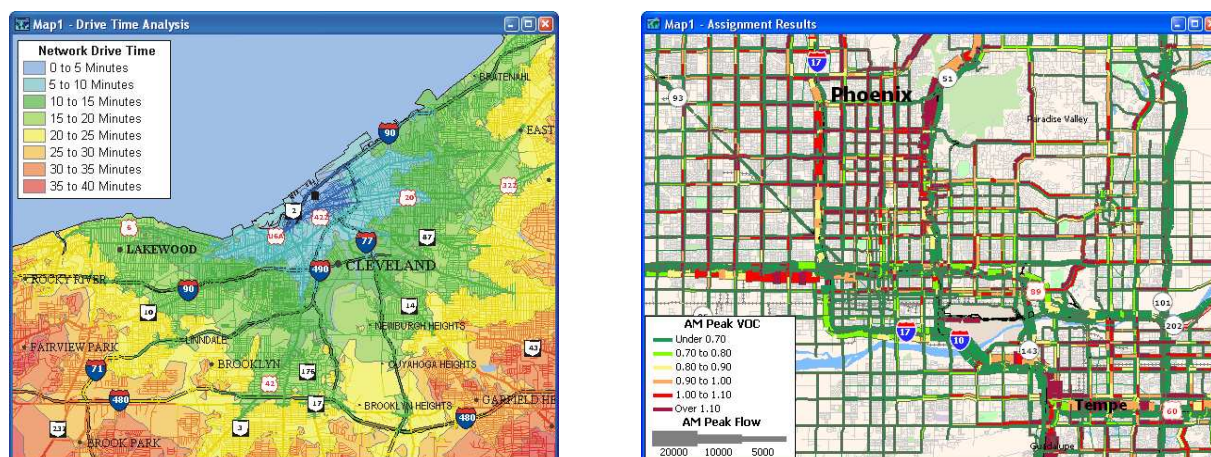 Map1 - Drive Time Analysis
Network Drive Time
0 to 5 Minutes
5 to 10 Minutes
10 to 15 Minutes
15 to 20 Minutes
20 to 25 Minutes
25 to 30 Minutes
30 to 35 Minutes
35 to 40 Minutes
BRATENAHL
90
EAST
322
20
2
422
6
U6A
87
77
LAKEWOOD
490
CLEVELAND
ROCKY RIVER
90
10
14
NEWBURGH HEIGHTS
LINNDALE
FAIRVIEW PARK
43
BROOKLYN
CUYAHOGA HEIGHTS
71
176
42
480
17
BROOKLYN HEIGHTS
GARFIELD HE
480
237
3
BROOK PARK
Map1 - Assignment Results
17
51
Phoenix
93
Paradise Valley
89
101
AM Peak VOC
17
202
Under 0.70
10
0.70 to 0.80
143
0.80 to 0.90
0.90 to 1.00
1.00 to 1.10
Over 1.10
Tempe
60
AM Peak Flow
20000 10000 5000
Guadalupe